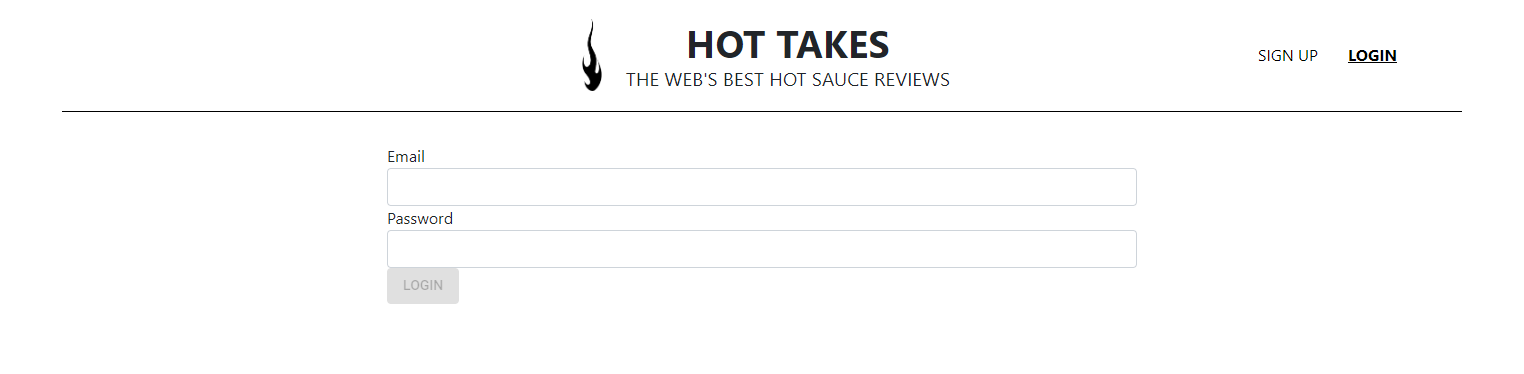 HOT TAKES
THE WEB'S BEST HOT SAUCE REVIEWS
SIGN UP LOGIN
Email
Password
LOGIN